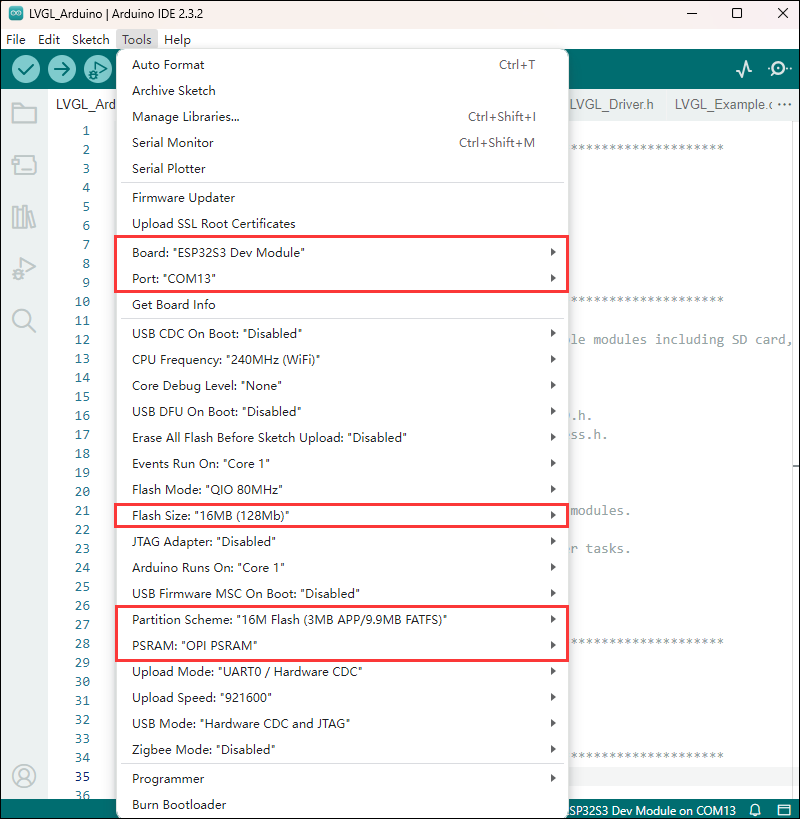 LVGL_Arduino | Arduino IDE 2.3.2
File Edit Sketch Tools Help
LVGL_Ard
LVGL_Driver.h
LVGL_Example.c
Auto Format Ctrl+T
Archive Sketch
Manage Libraries... Ctrl+Shift+I
Serial Monitor Ctrl+Shift+M
Serial Plotter
Firmware Updater
Upload SSL Root Certificates
Board: "ESP32S3 Dev Module"
Port: "COM13"
Get Board Info
USB CDC On Boot: "Disabled"
CPU Frequency: "240MHz (WiFi)"
Core Debug Level: "None"
USB DFU On Boot: "Disabled"
Erase All Flash Before Sketch Upload: "Disabled"
Events Run On: "Core 1"
Flash Mode: "QIO 80MHz"
Flash Size: "16MB (128Mb)"
JTAG Adapter: "Disabled"
Arduino Runs On: "Core 1"
USB Firmware MSC On Boot: "Disabled"
Partition Scheme: "16M Flash (3MB APP/9.9MB FATFS)"
PSRAM: "OPI PSRAM"
Upload Mode: "UART0 / Hardware CDC"
Upload Speed: "921600"
USB Mode: "Hardware CDC and JTAG"
Zigbee Mode: "Disabled"
Programmer
Burn Bootloader
1
2 ********************
3
4
5
6
7
8
9
10 ********************
11
12 le modules including SD card,
13
14
15
16 .h.
17 ess.h.
18
19
20
21 modules.
22
23 r tasks.
24
25
26
27
28 ********************
29
30
31
32
33
34 ********************
35
36
SP32S3 Dev Module on COM13